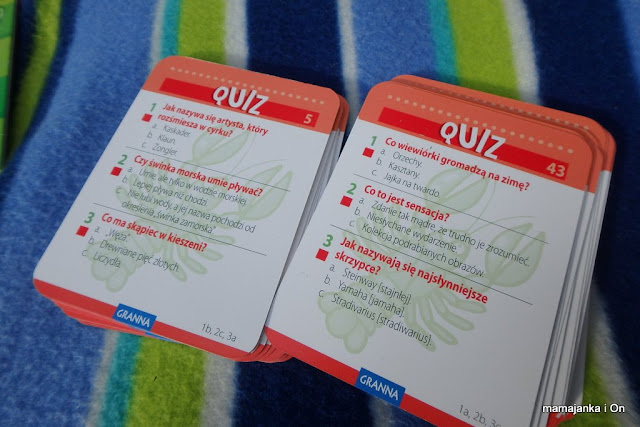 QUIZ
5
1 Jak nazywa się artysta, który
rozśmiesza w cyrku?
a. Kaskader.
b. Klaun.
c. Żongler.
2 Czy świnka morska umie pływać?
a. Umie, ale tylko w wodzie morskiej.
b. Lepiej pływa niż chodzi.
c. Nie lubi wody, a jej nazwa pochodzi od
określenia „świnka zamorska”.
3 Co ma skąpiec w kieszeni?
a. „Węża”.
b. Drewniane pięć złotych.
c. Liczydła.
GRANNA
1b, 2c, 3a
QUIZ
43
1 Co wiewiórki gromadzą na zimę?
a. Orzechy.
b. Kasztany.
c. Jajka na twardo.
2 Co to jest sensacja?
a. Zdanie tak mądre, że trudno je zrozumieć.
b. Niesłychane wydarzenie.
c. Kolekcja podrabianych obrazów.
3 Jak nazywają się najsłynniejsze
skrzypce?
a. Stenway [stajnłej].
b. Yamaha [jamaha].
c. Stradivarius [stradiwarius].
GRANNA
1a, 2b, 3c
mamajanka i On